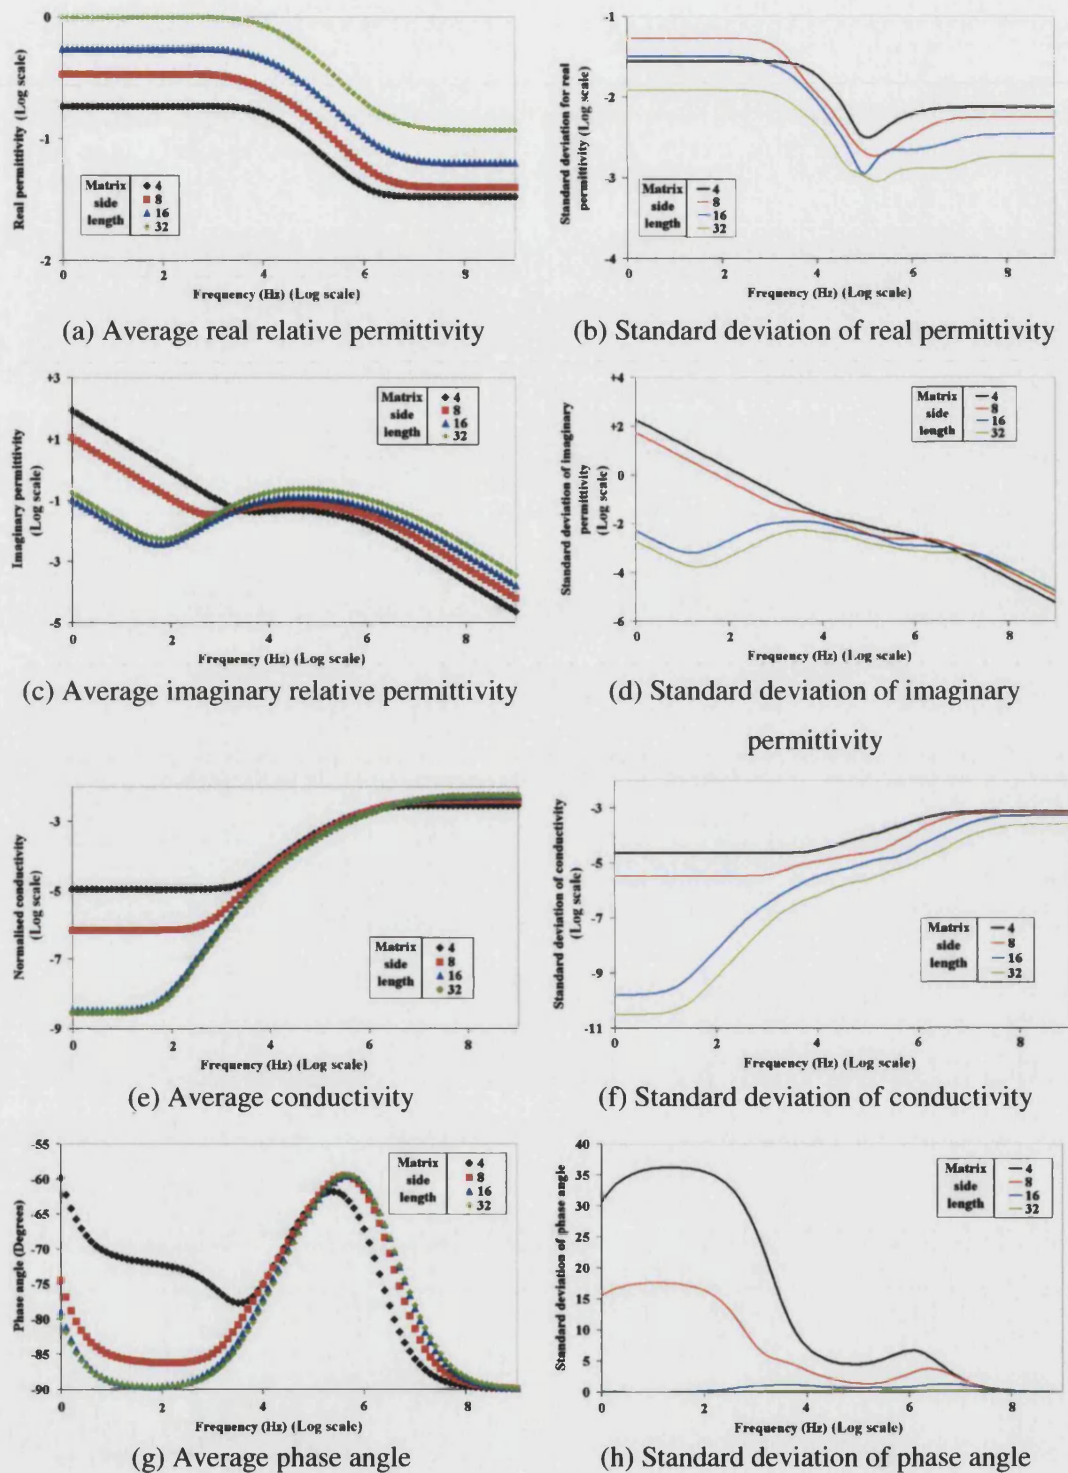 -0
-1
-2
0
2
4
6
8
Real permittivity (Log scale)
Frequency (Hz) (Log scale)
Matrix side length
4
8
16
32
(a) Average real relative permittivity
-1
-2
-3
-4
0
2
4
6
8
Standard deviation for real
permittivity (Log scale)
Frequency (Hz) (Log scale)
Matrix side length
4
8
16
32
(b) Standard deviation of real permittivity
+3
+1
-1
-3
-5
0
2
4
6
8
Imaginary permittivity
(Log scale)
Frequency (Hz) (Log scale)
Matrix side length
4
8
16
32
(c) Average imaginary relative permittivity
+4
+2
0
-2
-4
-6
0
2
4
6
8
Standard deviation of imaginary
permittivity
(Log scale)
Frequency (Hz) (Log scale)
Matrix side length
4
8
16
32
(d) Standard deviation of imaginary
permittivity
-3
-5
-7
-9
0
2
4
6
8
Normalised conductivity
(Log scale)
Frequency (Hz) (Log scale)
Matrix side length
4
8
16
32
(e) Average conductivity
-3
-5
-7
-9
-11
0
2
4
6
8
Standard deviation of conductivity
(Log scale)
Frequency (Hz) (Log scale)
Matrix side length
4
8
16
32
(f) Standard deviation of conductivity
-55
-60
-65
-70
-75
-80
-85
-90
0
2
4
6
8
Phase angle (Degrees)
Frequency (Hz) (Log scale)
Matrix side length
4
8
16
32
(g) Average phase angle
40
35
30
25
20
15
10
5
0
0
2
4
6
8
Standard deviation of phase angle
Frequency (Hz) (Log scale)
Matrix side length
4
8
16
32
(h) Standard deviation of phase angle